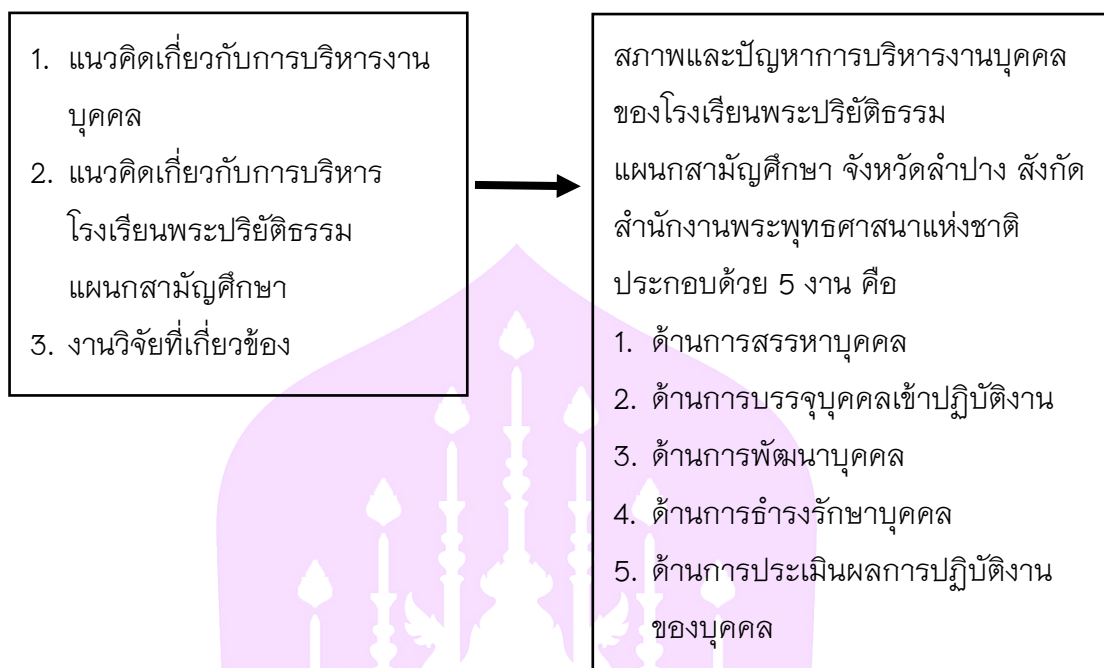 1. แนวคิดเกี่ยวกับการบริหารงาน
บุคคล
2. แนวคิดเกี่ยวกับการบริหาร
โรงเรียนพระปริยัติธรรม
แผนกสามัญศึกษา
3. งานวิจัยที่เกี่ยวข้อง
สภาพและปัญหาการบริหารงานบุคคล
ของโรงเรียนพระปริยัติธรรม
แผนกสามัญศึกษา จังหวัดลำปาง สังกัด
สำนักงานพระพุทธศาสนาแห่งชาติ
ประกอบด้วย 5 งาน คือ
1. ด้านการสรรหาบุคคล
2. ด้านการบรรจุบุคคลเข้าปฏิบัติงาน
3. ด้านการพัฒนาบุคคล
4. ด้านการธำรงรักษาบุคคล
5. ด้านการประเมินผลการปฏิบัติงาน
ของบุคคล